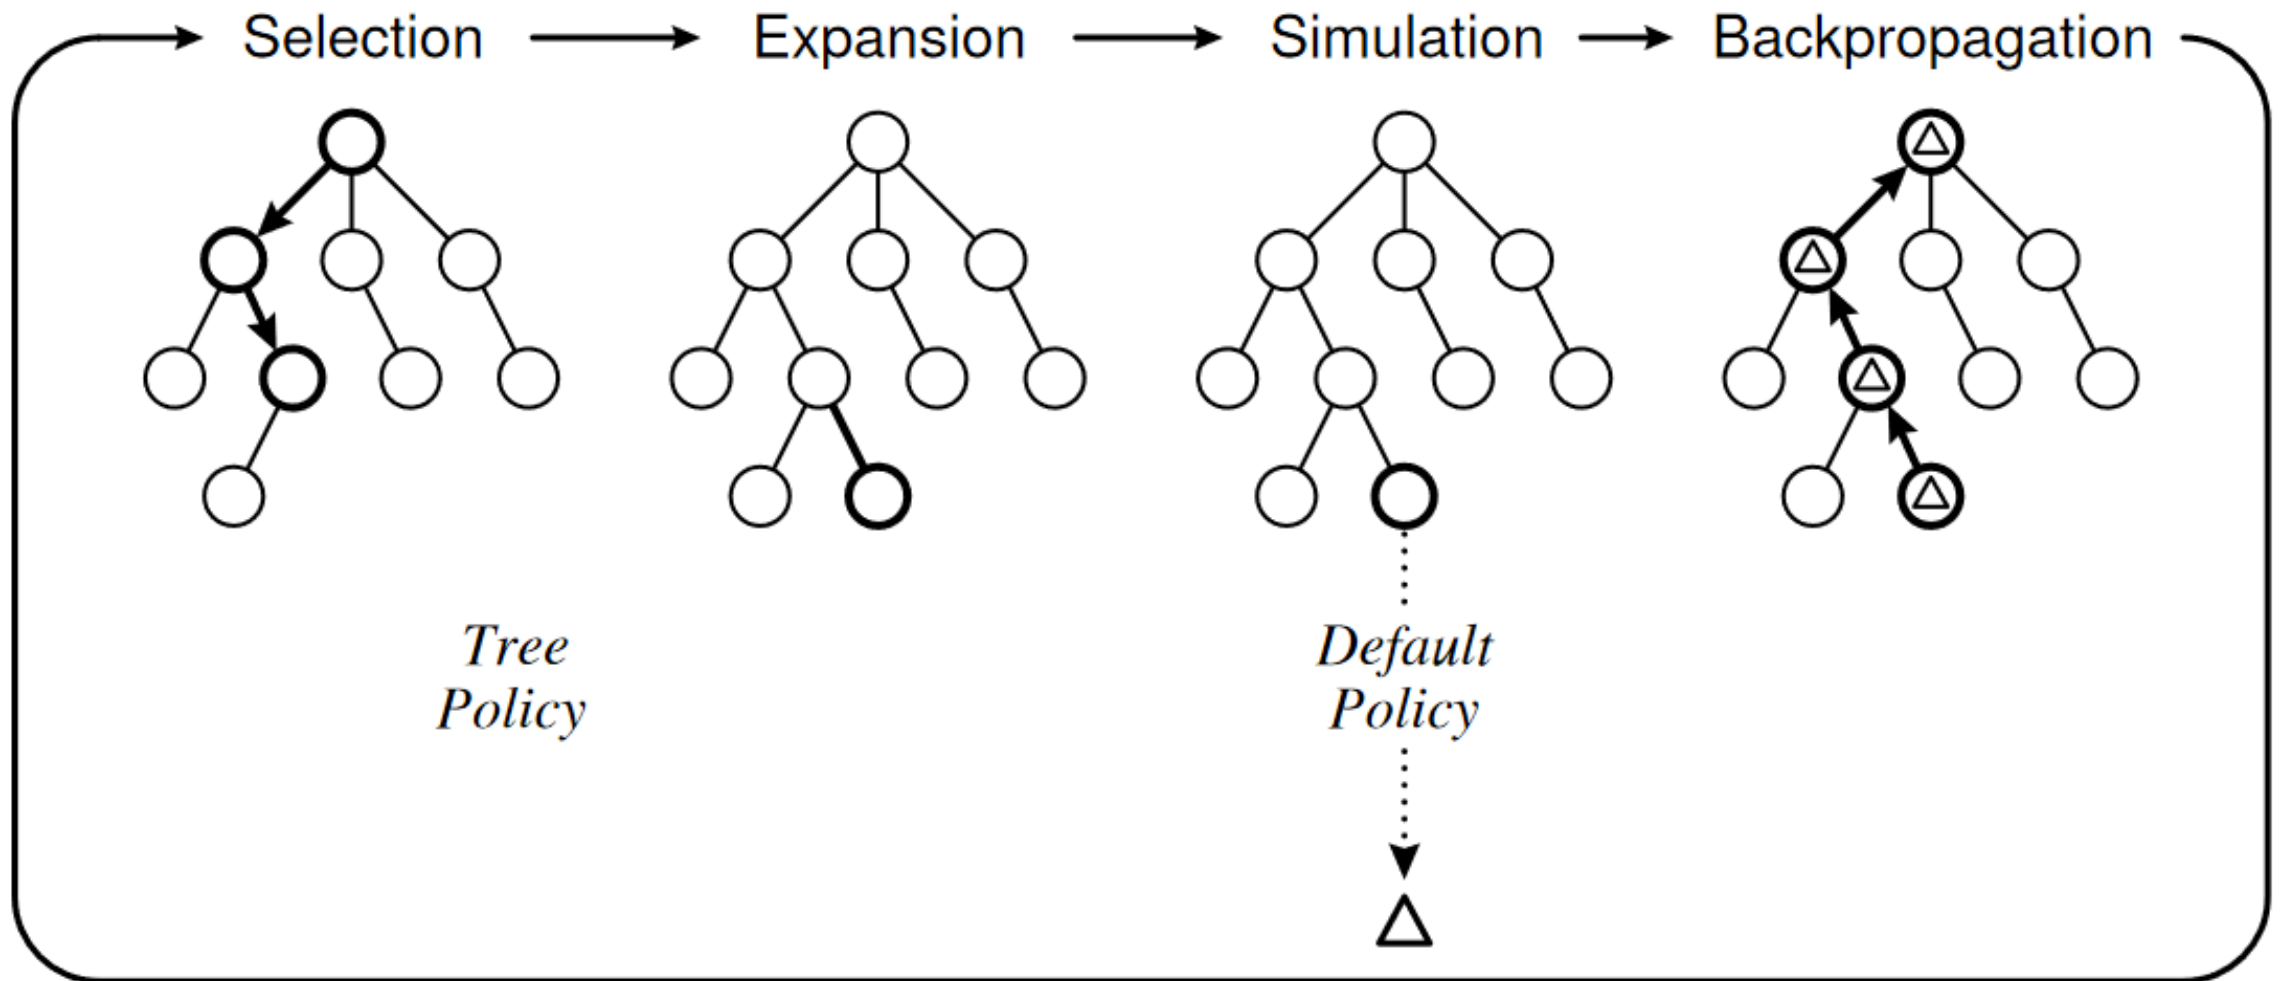 Selection Expansion Simulation Backpropagation
Tree
Policy
Default
Policy